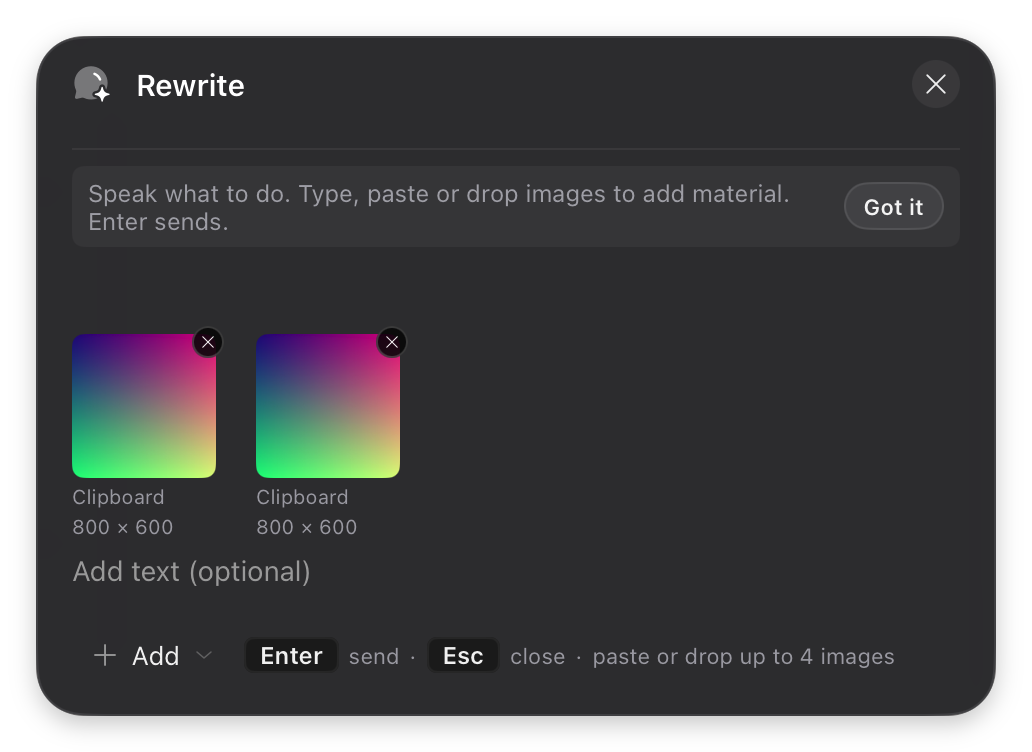 Rewrite
Speak what to do. Type, paste or drop images to add material.
Enter sends.
Got it
Clipboard
800 × 600
Clipboard
800 × 600
Add text (optional)
Add
Enter send · Esc close · paste or drop up to 4 images